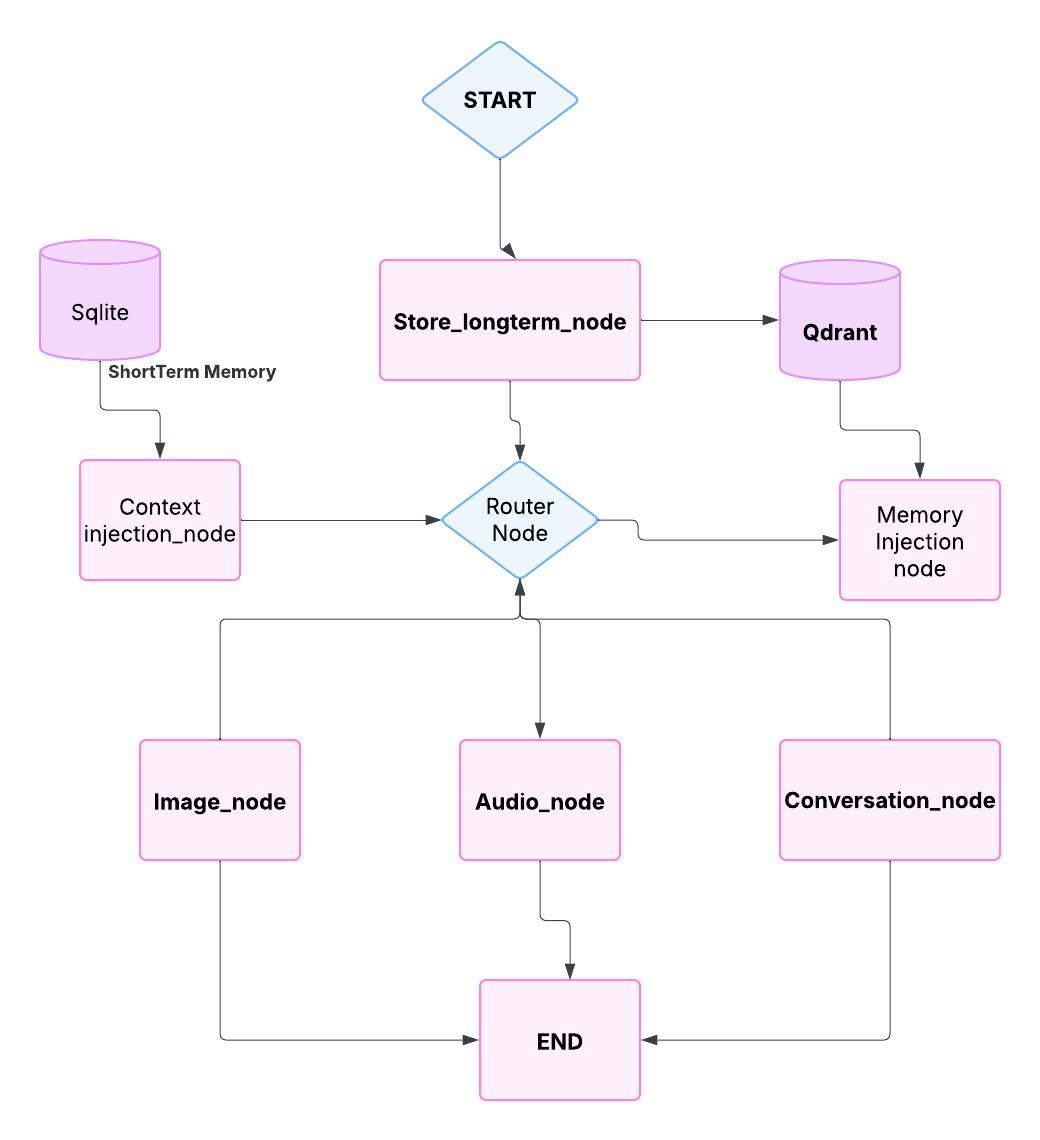 START
Sqlite
Store_longterm_node
Qdrant
ShortTerm Memory
Context
injection_node
Router
Node
Memory
Injection
node
Image_node
Audio_node
Conversation_node
END